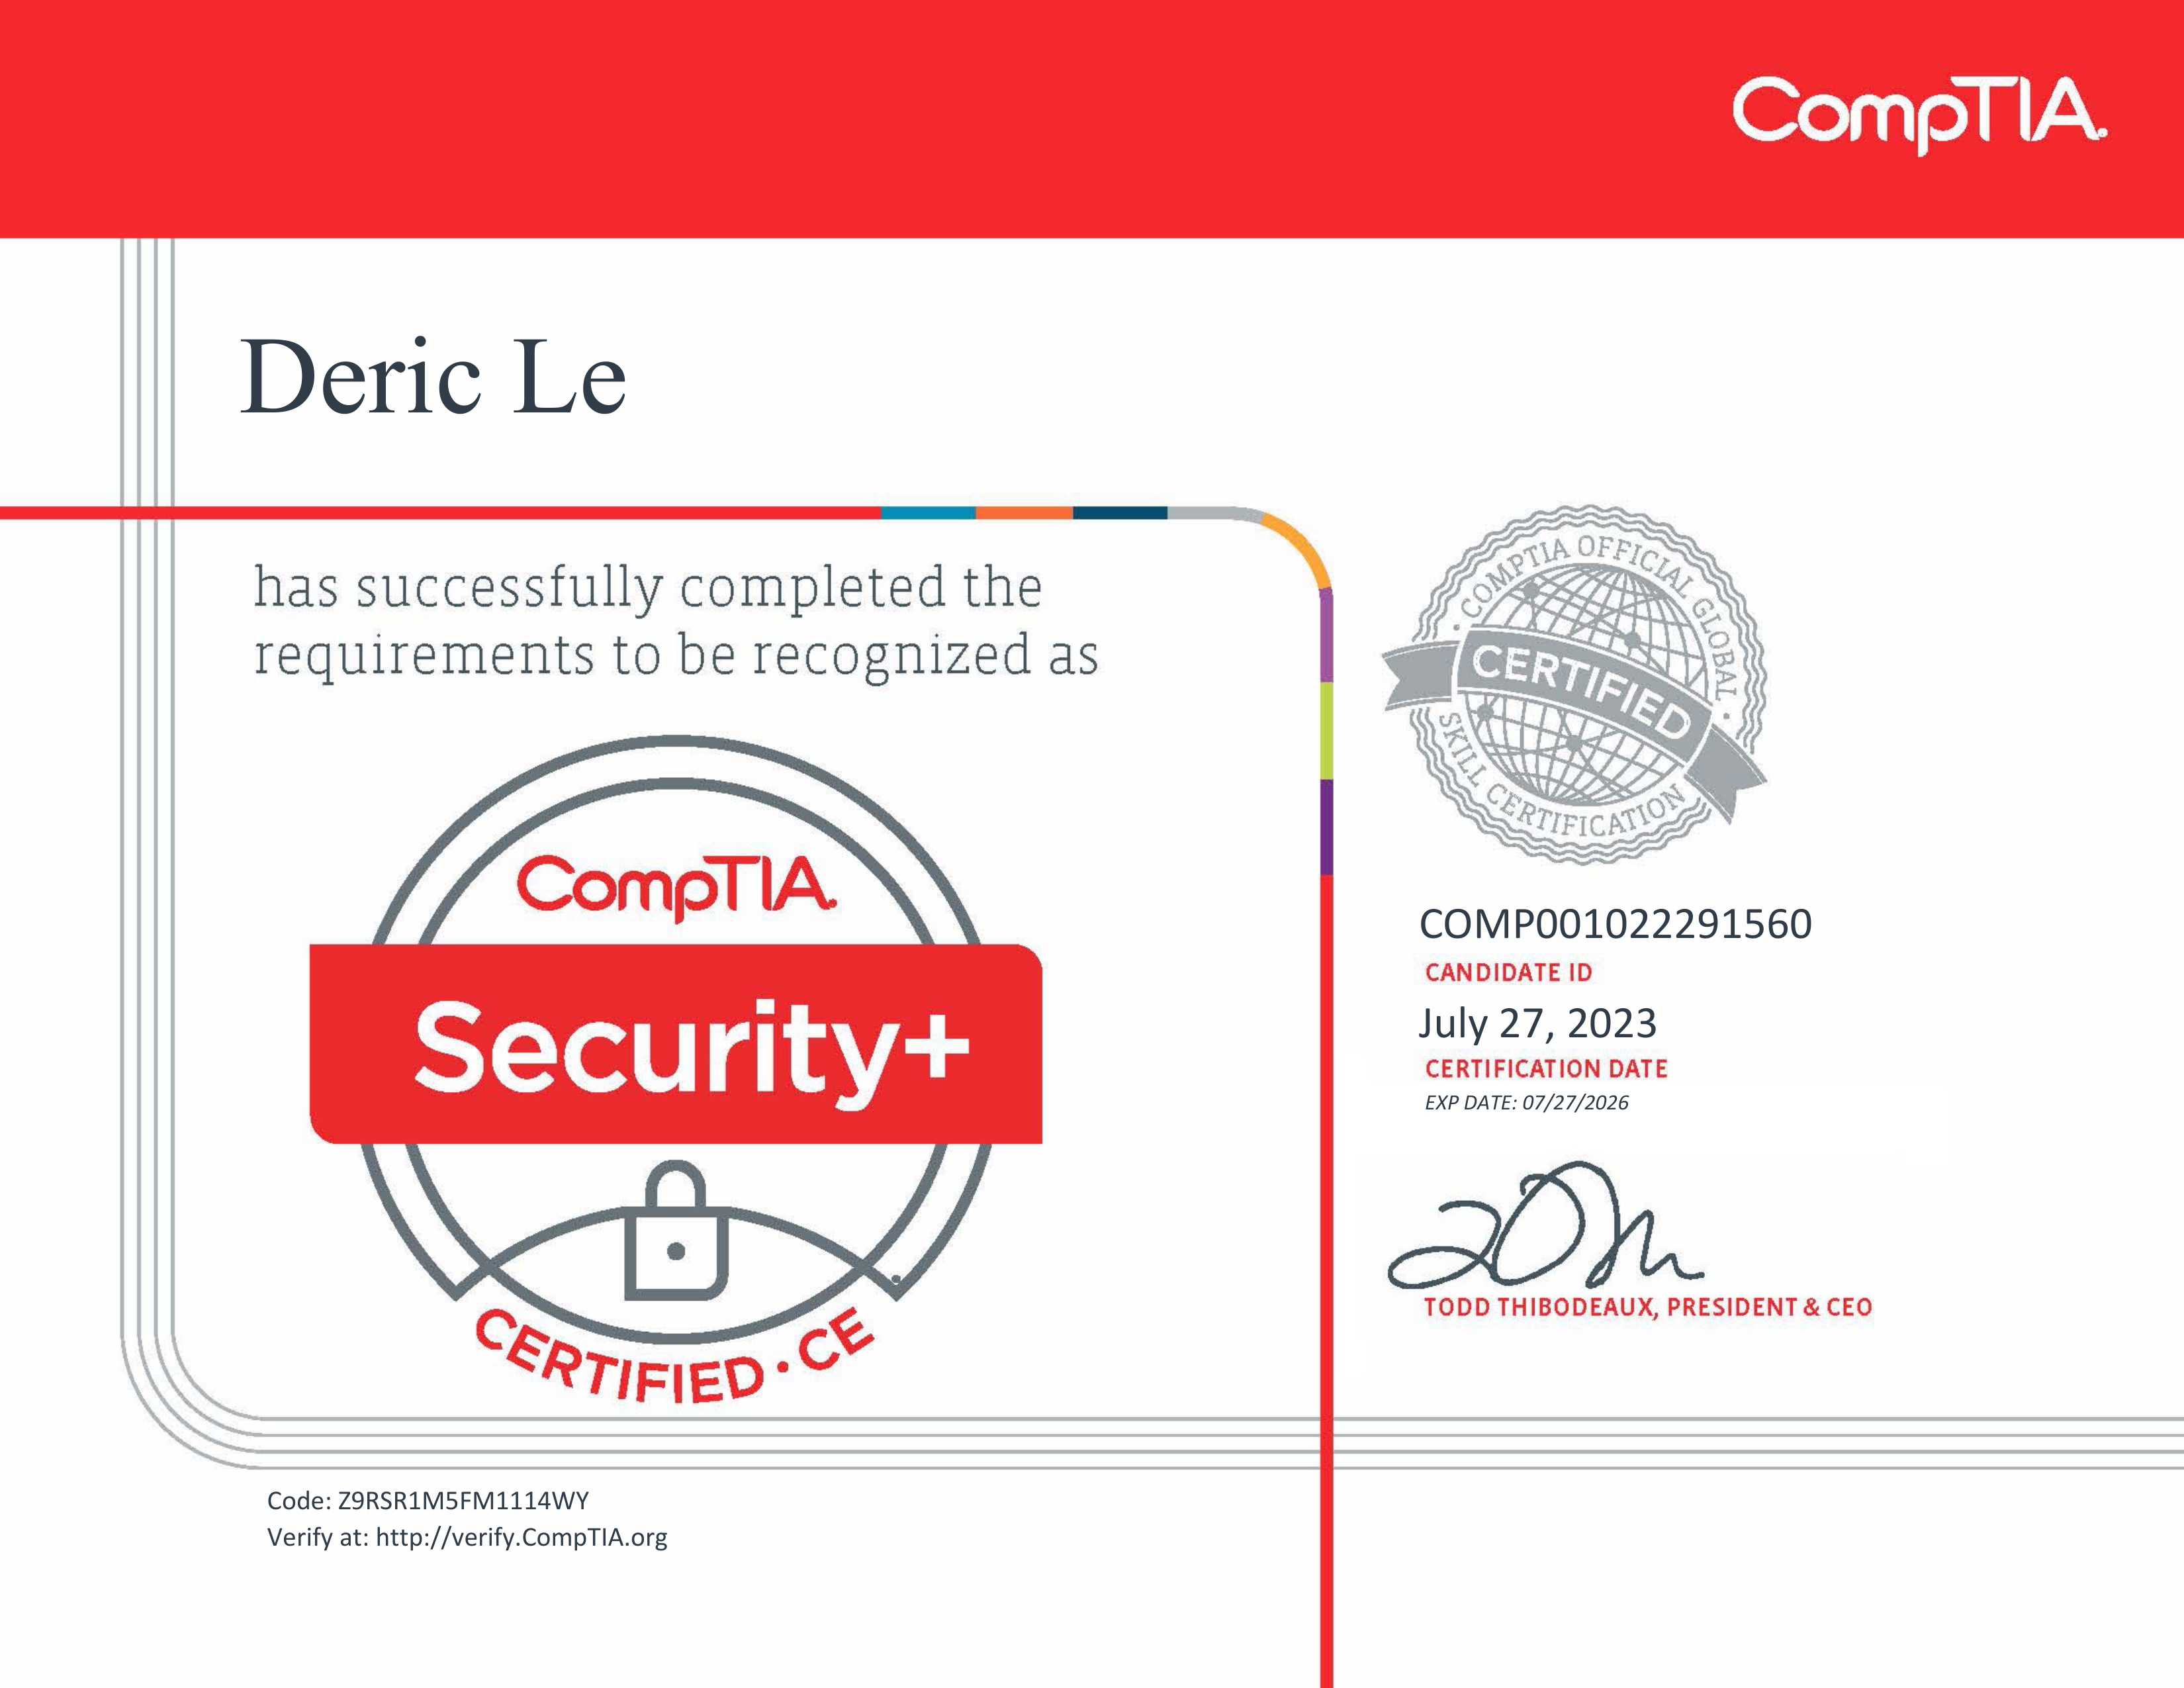 CompTIA.
Deric Le
has successfully completed the
requirements to be recognized as
CompTIA.
Security+
CERTIFIED • CE
• COMPTIA OFFICIAL GLOBAL •
CERTIFIED
SKILL CERTIFICATION
COMP001022291560
CANDIDATE ID
July 27, 2023
CERTIFICATION DATE
EXP DATE: 07/27/2026
TODD THIBODEAUX, PRESIDENT & CEO
Code: Z9RSR1M5FM1114WY
Verify at: http://verify.CompTIA.org